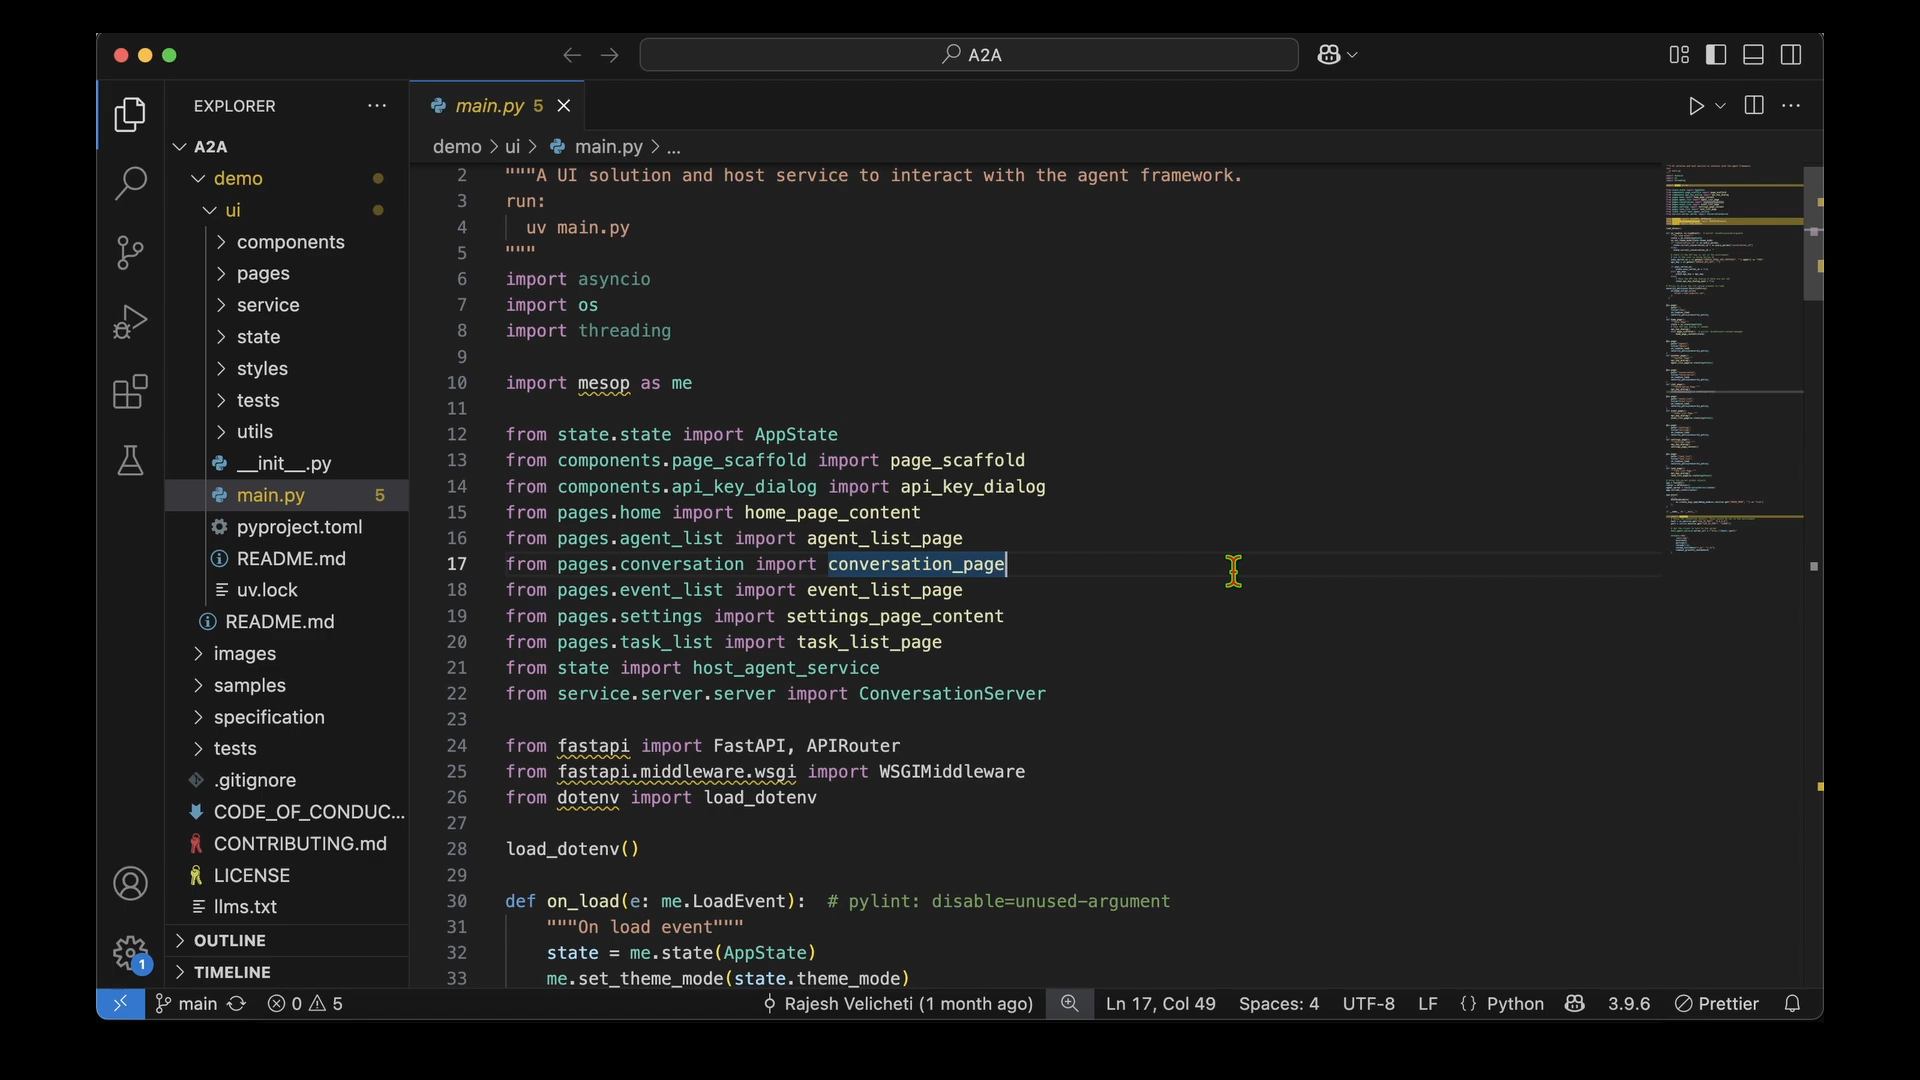 A2A
EXPLORER
main.py 5
A2A
demo > ui > main.py > ...
demo
ui
components
pages
service
state
styles
tests
utils
__init__.py
main.py 5
pyproject.toml
README.md
uv.lock
README.md
images
samples
specification
tests
.gitignore
CODE_OF_CONDUC...
CONTRIBUTING.md
LICENSE
llms.txt
OUTLINE
TIMELINE
2 """A UI solution and host service to interact with the agent framework.
3 run:
4 uv main.py
5 """
6 import asyncio
7 import os
8 import threading
9
10 import mesop as me
11
12 from state.state import AppState
13 from components.page_scaffold import page_scaffold
14 from components.api_key_dialog import api_key_dialog
15 from pages.home import home_page_content
16 from pages.agent_list import agent_list_page
17 from pages.conversation import conversation_page
18 from pages.event_list import event_list_page
19 from pages.settings import settings_page_content
20 from pages.task_list import task_list_page
21 from state import host_agent_service
22 from service.server.server import ConversationServer
23
24 from fastapi import FastAPI, APIRouter
25 from fastapi.middleware.wsgi import WSGIMiddleware
26 from dotenv import load_dotenv
27
28 load_dotenv()
29
30 def on_load(e: me.LoadEvent): # pylint: disable=unused-argument
31 """On load event"""
32 state = me.state(AppState)
33 me.set_theme_mode(state.theme_mode)
1
main 0 5 Rajesh Velicheti (1 month ago) Ln 17, Col 49 Spaces: 4 UTF-8 LF {} Python 3.9.6 Prettier